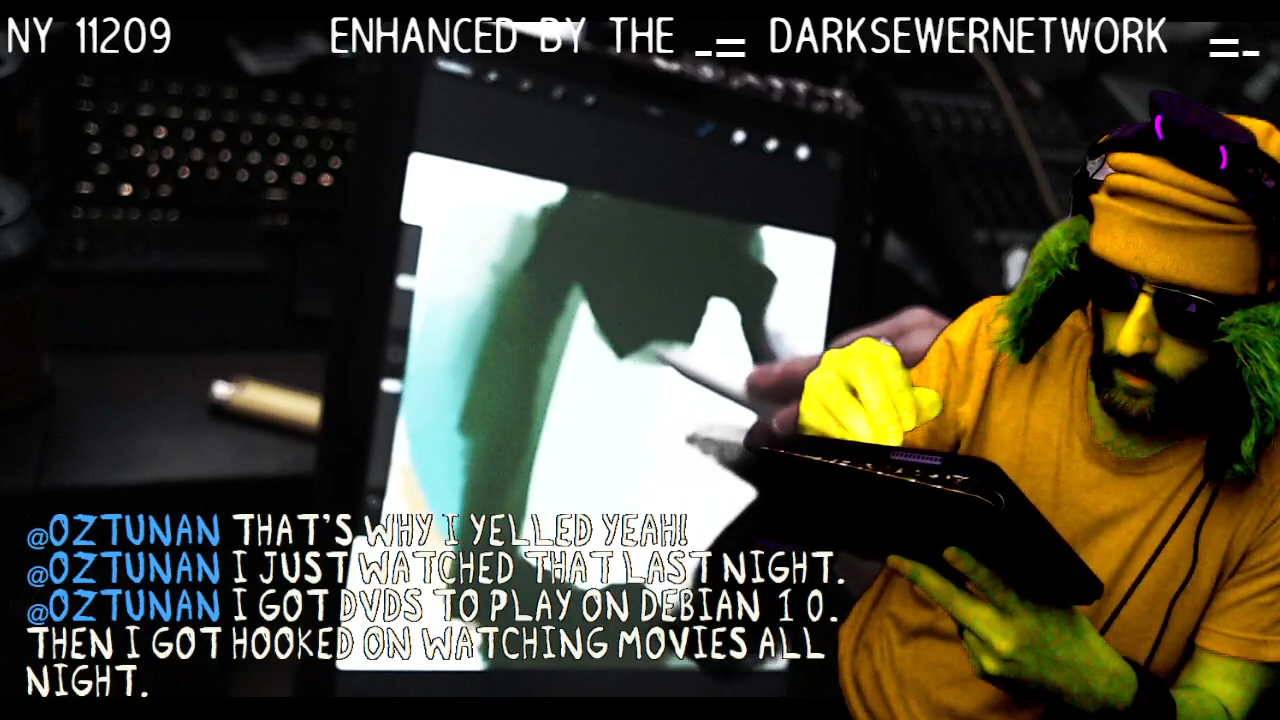 NY 11209 ENHANCED BY THE _= DARKSEWERNETWORK =_
@OZTUNAN THAT'S WHY I YELLED YEAH!
@OZTUNAN I JUST WATCHED THAT LAST NIGHT.
@OZTUNAN I GOT DVDS TO PLAY ON DEBIAN 10.
THEN I GOT HOOKED ON WATCHING MOVIES ALL
NIGHT.